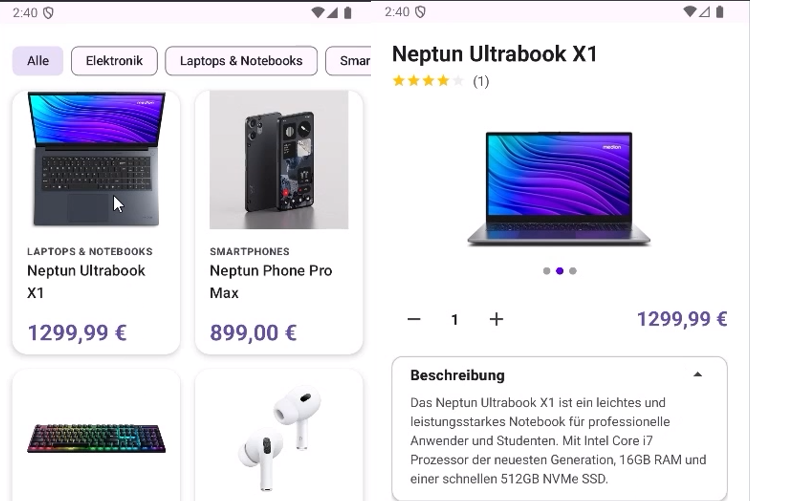 2:40
Alle
Elektronik
Laptops & Notebooks
Smar
medion
LAPTOPS & NOTEBOOKS
Neptun Ultrabook
X1
1299,99 €
SMARTPHONES
Neptun Phone Pro
Max
899,00 €
2:40
Neptun Ultrabook X1
(1)
medion
1
1299,99 €
Beschreibung
Das Neptun Ultrabook X1 ist ein leichtes und
leistungsstarkes Notebook für professionelle
Anwender und Studenten. Mit Intel Core i7
Prozessor der neuesten Generation, 16GB RAM und
einer schnellen 512GB NVMe SSD.